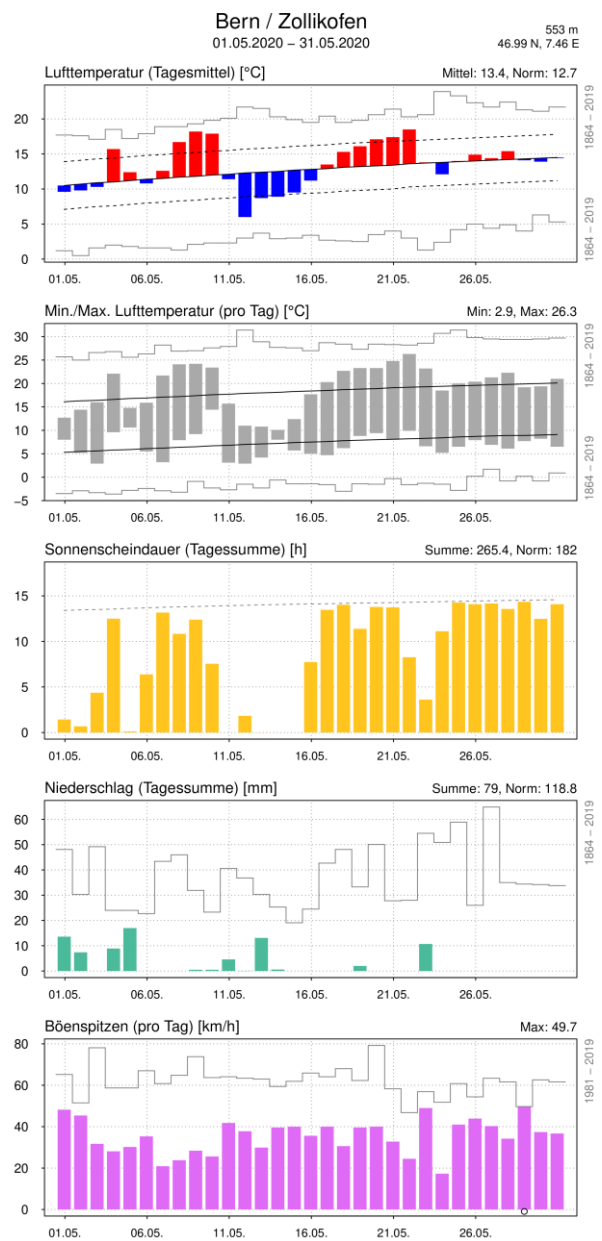 Bern / Zollikofen
01.05.2020 – 31.05.2020
553 m
46.99 N, 7.46 E
Lufttemperatur (Tagesmittel) [°C]
Mittel: 13.4, Norm: 12.7
20
15
10
5
0
01.05. 06.05. 11.05. 16.05. 21.05. 26.05.
1864 – 2019
1864 – 2019
Min./Max. Lufttemperatur (pro Tag) [°C]
Min: 2.9, Max: 26.3
30
25
20
15
10
5
0
−5
01.05. 06.05. 11.05. 16.05. 21.05. 26.05.
1864 – 2019
1864 – 2019
Sonnenscheindauer (Tagessumme) [h]
Summe: 265.4, Norm: 182
15
10
5
0
01.05. 06.05. 11.05. 16.05. 21.05. 26.05.
Niederschlag (Tagessumme) [mm]
Summe: 79, Norm: 118.8
60
50
40
30
20
10
0
01.05. 06.05. 11.05. 16.05. 21.05. 26.05.
1864 – 2019
Böenspitzen (pro Tag) [km/h]
Max: 49.7
80
60
40
20
0
01.05. 06.05. 11.05. 16.05. 21.05. 26.05.
1981 – 2019